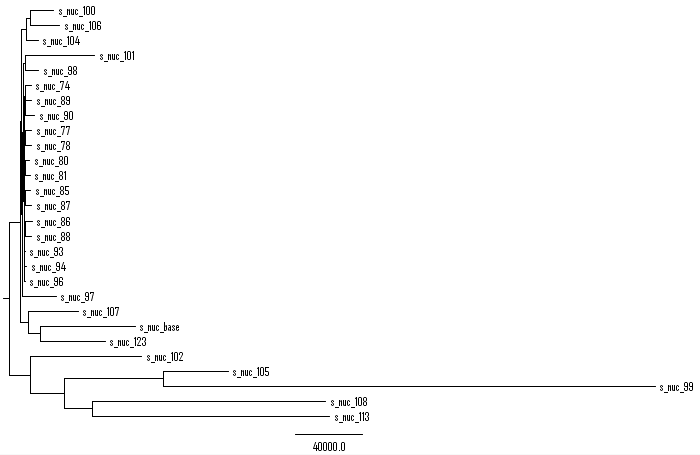 s_nuc_100
s_nuc_106
s_nuc_104
s_nuc_101
s_nuc_98
s_nuc_74
s_nuc_89
s_nuc_90
s_nuc_77
s_nuc_78
s_nuc_80
s_nuc_81
s_nuc_85
s_nuc_87
s_nuc_86
s_nuc_88
s_nuc_93
s_nuc_94
s_nuc_96
s_nuc_97
s_nuc_107
s_nuc_base
s_nuc_123
s_nuc_102
s_nuc_105
s_nuc_99
s_nuc_108
s_nuc_113
40000.0